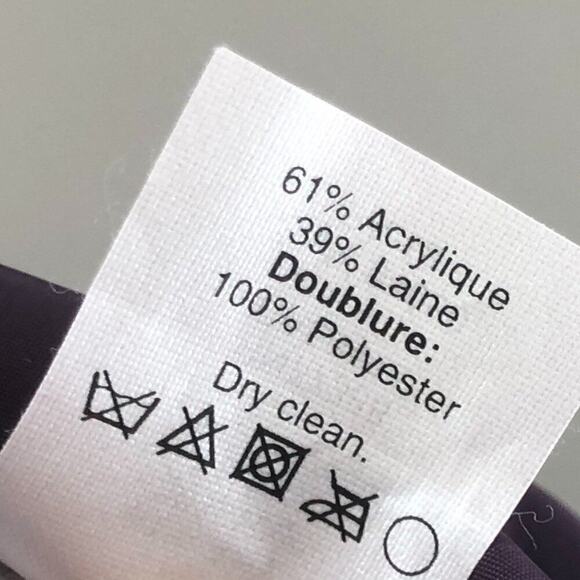 61% Acrylique
39% Laine
Doublure:
100% Polyester
Dry clean.